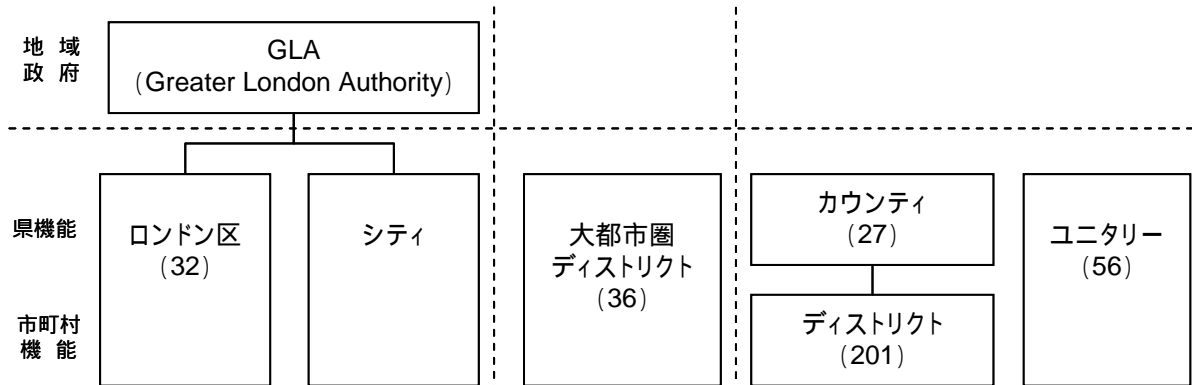 地 域
政 府
GLA
(Greater London Authority)
県機能
市町村
機 能
ロンドン区
(32)
シティ
大都市圏
ディストリクト
(36)
カウンティ
(27)
ディストリクト
(201)
ユニタリー
(56)